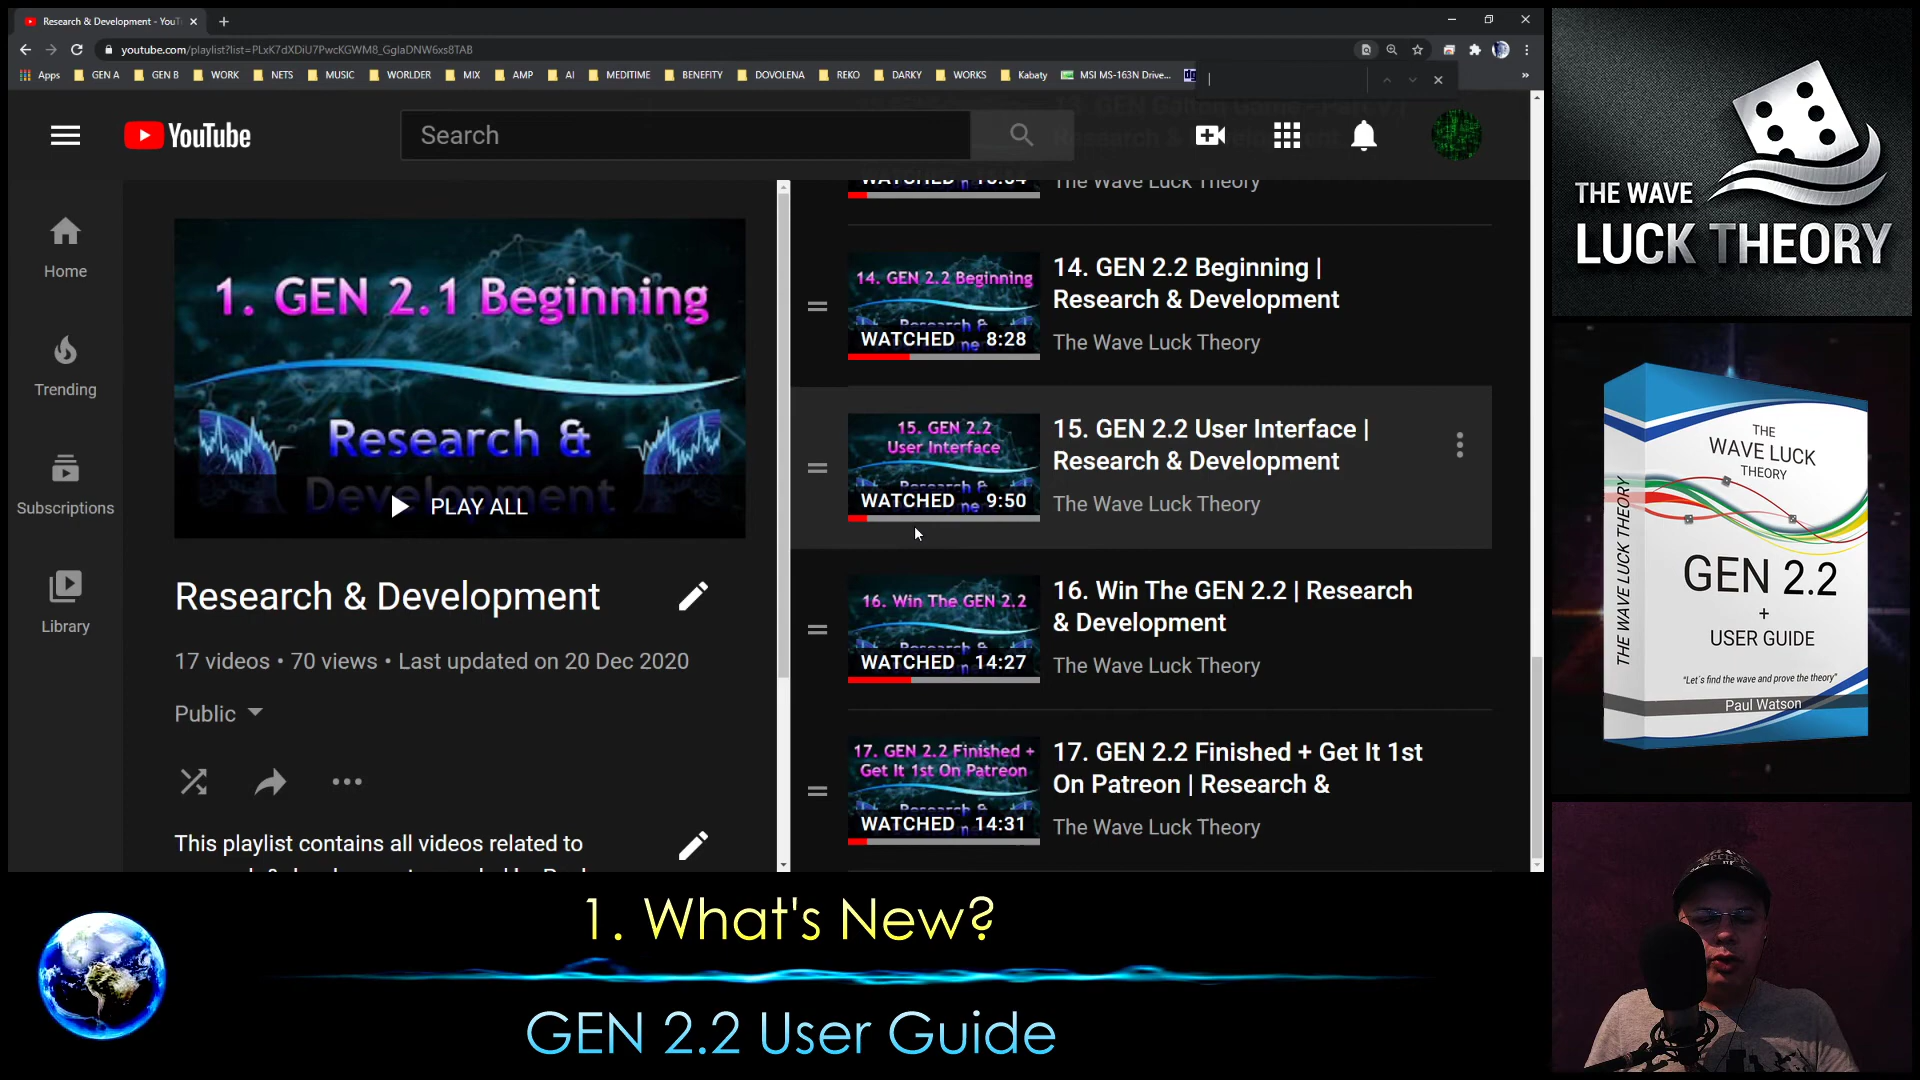 Research & Development - YouT
youtube.com/playlist?list=PLxK7dXDiU7PwcKGWM8_GglaDNW6xs8TAB
Apps GEN A GEN B WORK NETS MUSIC WORLDER MIX AMP AI MEDITIME BENEFITY DOVOLENA REKO DARKY WORKS Kabaty MSI MS-163N Drive...
YouTube
Search
Home
Trending
Subscriptions
Library
1. GEN 2.1 Beginning
Research &
Development
PLAY ALL
Research & Development
17 videos • 70 views • Last updated on 20 Dec 2020
Public
This playlist contains all videos related to
The Wave Luck Theory
14. GEN 2.2 Beginning
WATCHED 8:28
14. GEN 2.2 Beginning |
Research & Development
The Wave Luck Theory
15. GEN 2.2
User Interface
WATCHED 9:50
15. GEN 2.2 User Interface |
Research & Development
The Wave Luck Theory
16. Win The GEN 2.2
WATCHED 14:27
16. Win The GEN 2.2 | Research
& Development
The Wave Luck Theory
17. GEN 2.2 Finished +
Get It 1st On Patreon
WATCHED 14:31
17. GEN 2.2 Finished + Get It 1st
On Patreon | Research &
The Wave Luck Theory
THE WAVE
LUCK THEORY
THE WAVE LUCK THEORY
THE
WAVE LUCK
THEORY
GEN 2.2
+
USER GUIDE
"Let´s find the wave and prove the theory"
Paul Watson
1. What's New?
GEN 2.2 User Guide